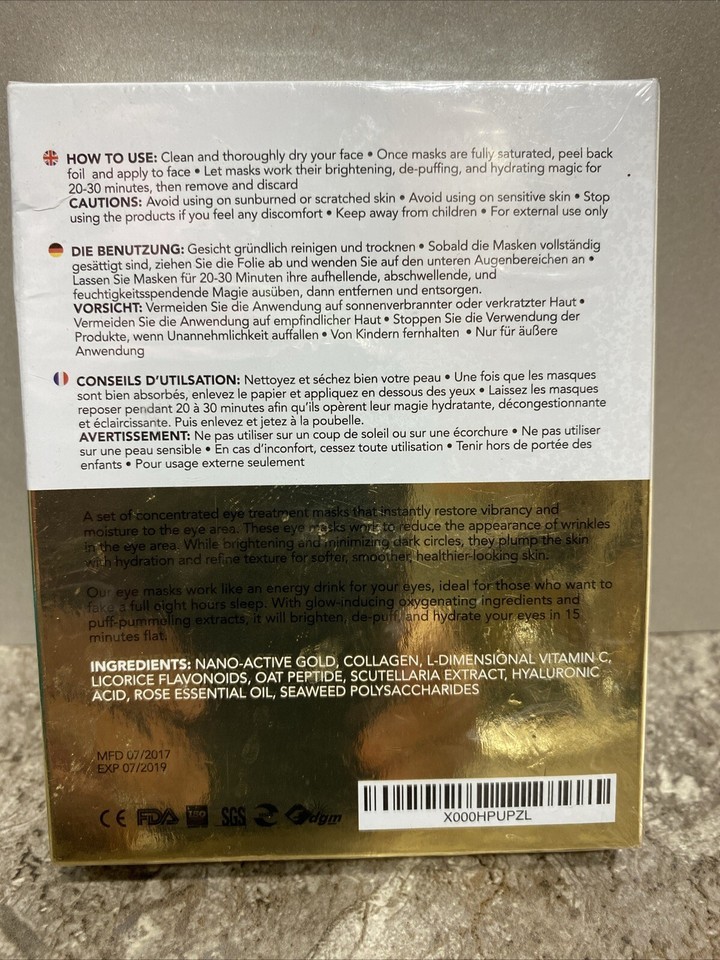 HOW TO USE: Clean and thoroughly dry your face • Once masks are fully saturated, peel back
foil and apply to face • Let masks work their brightening, de-puffing, and hydrating magic for
20-30 minutes, then remove and discard
CAUTIONS: Avoid using on sunburned or scratched skin • Avoid using on sensitive skin • Stop
using the products if you feel any discomfort • Keep away from children • For external use only
DIE BENUTZUNG: Gesicht gründlich reinigen und trocknen • Sobald die Masken vollständig
gesättigt sind, ziehen Sie die Folie ab und wenden Sie auf den unteren Augenbereichen an •
Lassen Sie Masken für 20-30 Minuten ihre aufhellende, abschwellende, und
feuchtigkeitsspendende Magie ausüben, dann entfernen und entsorgen.
VORSICHT: Vermeiden Sie die Anwendung auf sonnenverbrannter oder verkratzter Haut •
Vermeiden Sie die Anwendung auf empfindlicher Haut • Stoppen Sie die Verwendung der
Produkte, wenn Unannehmlichkeit auffallen • Von Kindern fernhalten • Nur für äußere
Anwendung
CONSEILS D'UTILSATION: Nettoyez et séchez bien votre peau • Une fois que les masques
sont bien absorbés, enlevez le papier et appliquez en dessous des yeux • Laissez les masques
reposer pendant 20 à 30 minutes afin qu'ils opèrent leur magie hydratante, décongestionnante
et éclaircissante. Puis enlevez et jetez à la poubelle.
AVERTISSEMENT: Ne pas utiliser sur un coup de soleil ou sur une écorchure • Ne pas utiliser
sur une peau sensible • En cas d'inconfort, cessez toute utilisation • Tenir hors de portée des
enfants • Pour usage externe seulement
A set of concentrated eye treatment masks that instantly restore vibrancy and
moisture to the eye area. These eye masks work to reduce the appearance of wrinkles
in the eye area. While brightening and minimizing dark circles, they plump the skin
with hydration and refine texture for softer, smoother, healthier-looking skin.
Our eye masks work like an energy drink for your eyes, ideal for those who want to
fake a full eight hours sleep. With glow-inducing oxygenating ingredients and
puff-pummeling extracts, it will brighten, de-puff, and hydrate your eyes in 15
minutes flat.
INGREDIENTS: NANO-ACTIVE GOLD, COLLAGEN, L-DIMENSIONAL VITAMIN C,
LICORICE FLAVONOIDS, OAT PEPTIDE, SCUTELLARIA EXTRACT, HYALURONIC
ACID, ROSE ESSENTIAL OIL, SEAWEED POLYSACCHARIDES
MFD 07/2017
EXP 07/2019
CE FDA ISO SGS dgm
X000HPUPZL